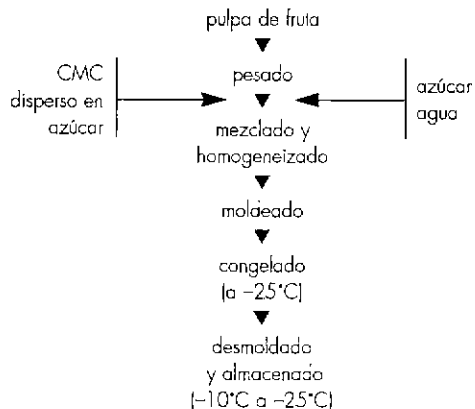 pulpa de fruta
CMC
disperso en
azúcar
pesado
azúcar
agua
mezclado y
homogeneizado
moldeado
congelado
(a –25°C)
desmoldado
y almacenado
(–10°C a –25°C)